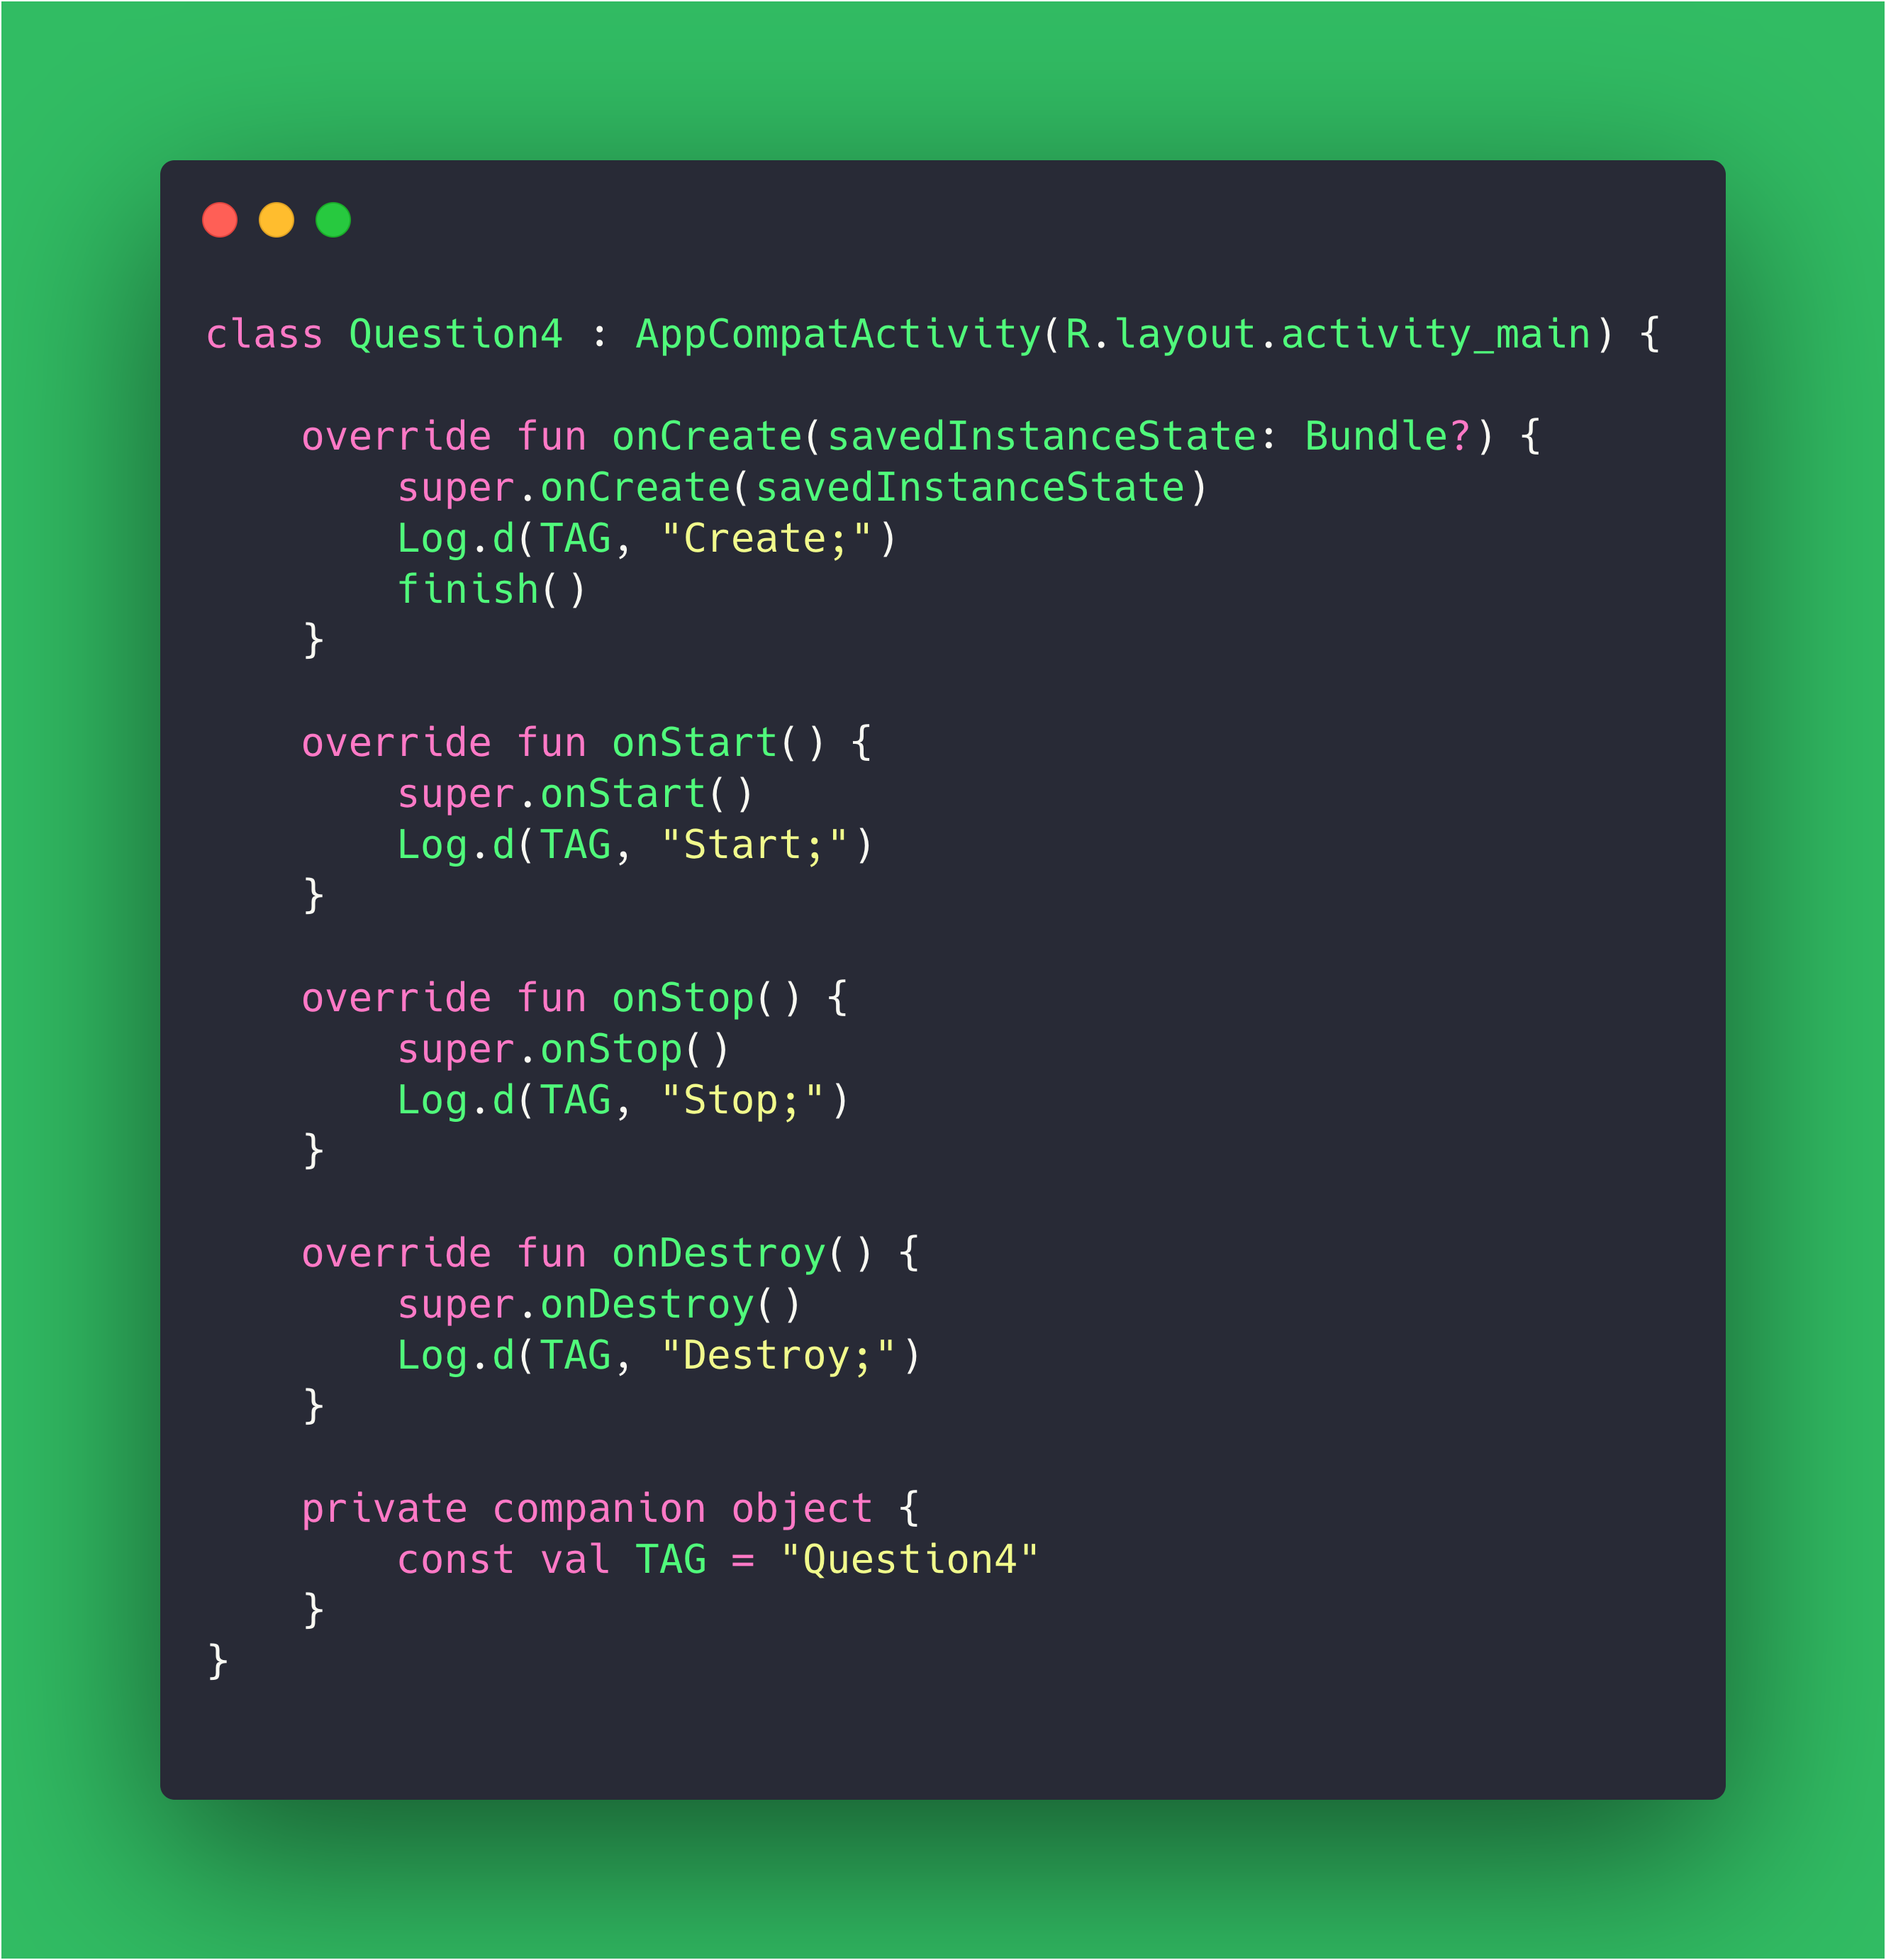 class Question4 : AppCompatActivity(R.layout.activity_main) {
    override fun onCreate(savedInstanceState: Bundle?) {
        super.onCreate(savedInstanceState)
        Log.d(TAG, "Create;")
        finish()
    }
    override fun onStart() {
        super.onStart()
        Log.d(TAG, "Start;")
    }
    override fun onStop() {
        super.onStop()
        Log.d(TAG, "Stop;")
    }
    override fun onDestroy() {
        super.onDestroy()
        Log.d(TAG, "Destroy;")
    }
    private companion object {
        const val TAG = "Question4"
    }
}